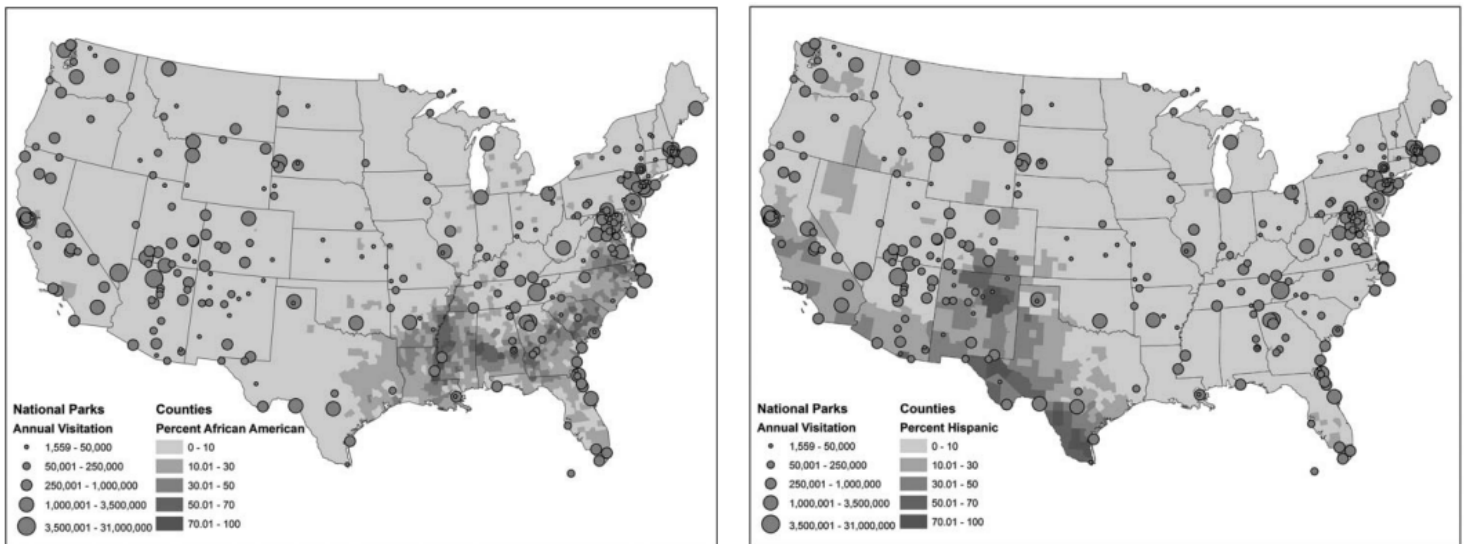 National Parks
Annual Visitation
1,559 - 50,000
50,001 - 250,000
250,001 - 1,000,000
1,000,001 - 3,500,000
3,500,001 - 31,000,000
Counties
Percent African American
0 - 10
10.01 - 30
30.01 - 50
50.01 - 70
70.01 - 100
National Parks
Annual Visitation
1,559 - 50,000
50,001 - 250,000
250,001 - 1,000,000
1,000,001 - 3,500,000
3,500,001 - 31,000,000
Counties
Percent Hispanic
0 - 10
10.01 - 30
30.01 - 50
50.01 - 70
70.01 - 100